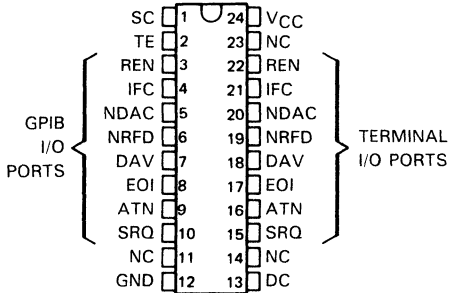 SC 1 24 VCC
TE 2 23 NC
REN 3 22 REN
IFC 4 21 IFC
NDAC 5 20 NDAC
NRFD 6 19 NRFD
DAV 7 18 DAV
EOI 8 17 EOI
ATN 9 16 ATN
SRQ 10 15 SRQ
NC 11 14 NC
GND 12 13 DC
GPIB
I/O
PORTS
TERMINAL
I/O PORTS